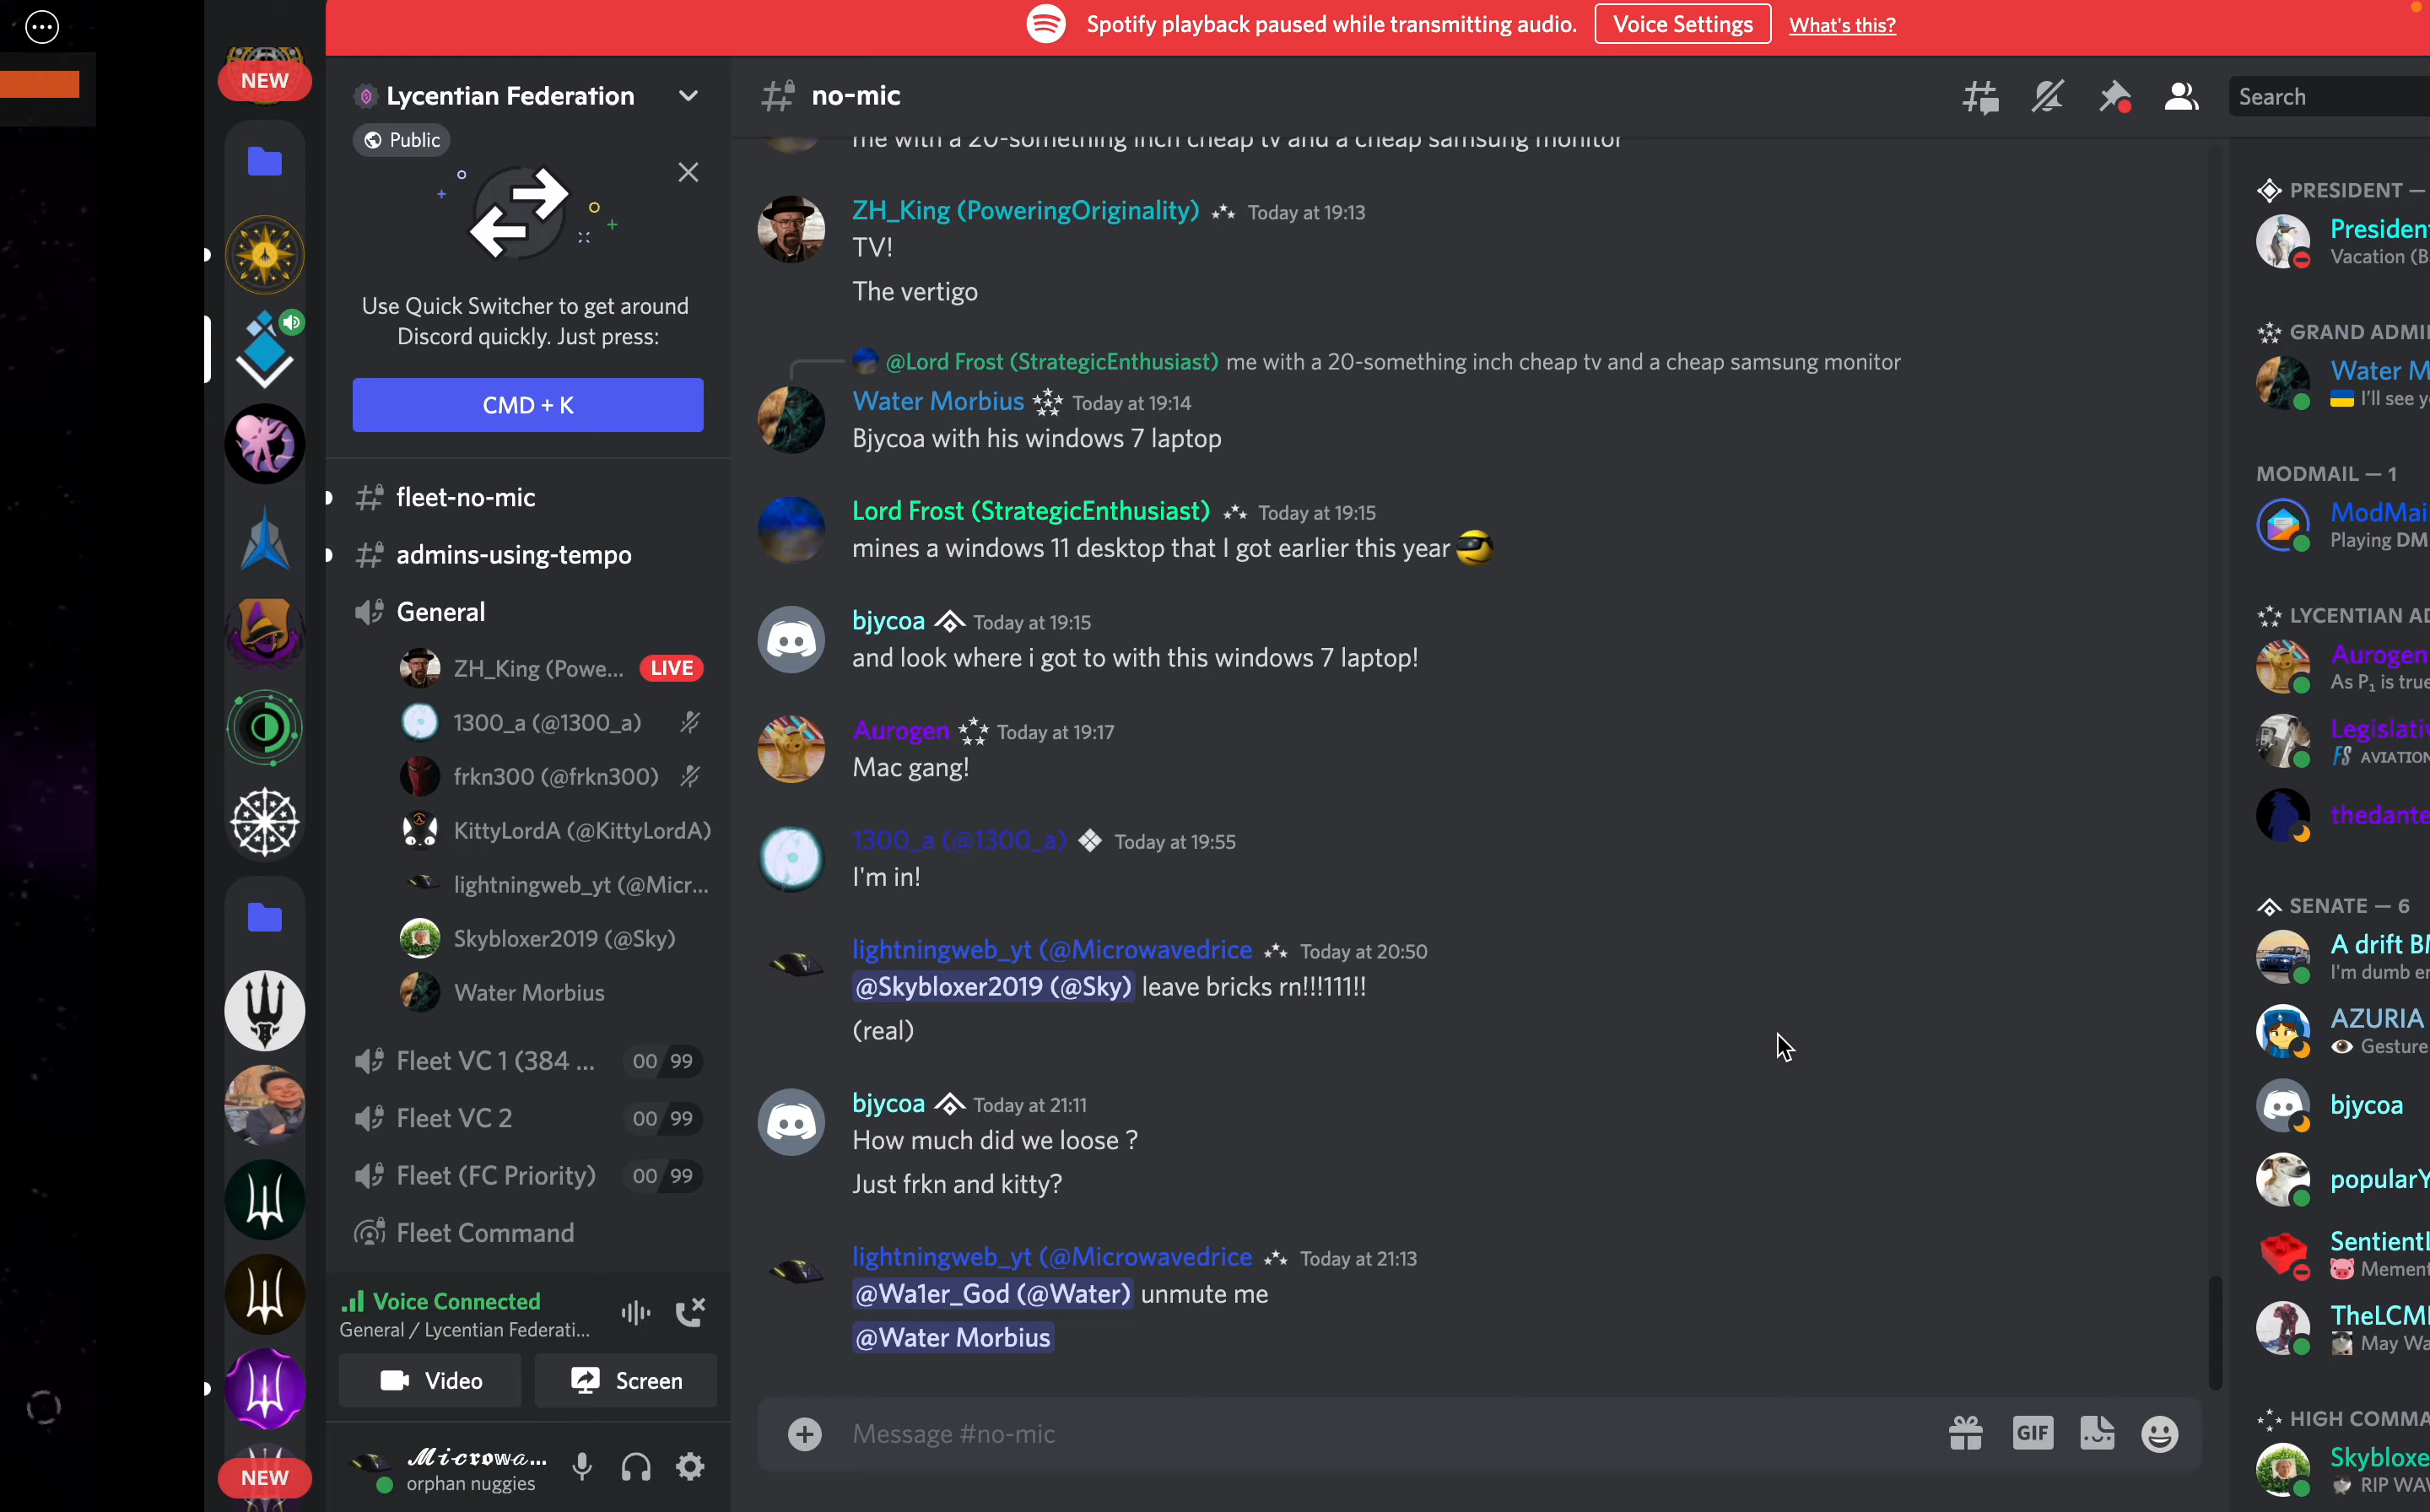 Spotify playback paused while transmitting audio. Voice Settings What's this?
NEW
Lycentian Federation
Public
Use Quick Switcher to get around
Discord quickly. Just press:
CMD + K
fleet-no-mic
admins-using-tempo
General
ZH_King (Powe... LIVE
1300_a (@1300_a)
frkn300 (@frkn300)
KittyLordA (@KittyLordA)
lightningweb_yt (@Micr...
Skybloxer2019 (@Sky)
Water Morbius
Fleet VC 1 (384 ... 00 99
Fleet VC 2 00 99
Fleet (FC Priority) 00 99
Fleet Command
Voice Connected
General / Lycentian Federati...
Video Screen
Microwa...
orphan nuggies
NEW
no-mic
Search
me with a 20-something inch cheap tv and a cheap samsung monitor
ZH_King (PoweringOriginality) Today at 19:13
TV!
The vertigo
@Lord Frost (StrategicEnthusiast) me with a 20-something inch cheap tv and a cheap samsung monitor
Water Morbius Today at 19:14
Bjycoa with his windows 7 laptop
Lord Frost (StrategicEnthusiast) Today at 19:15
mines a windows 11 desktop that I got earlier this year
bjycoa Today at 19:15
and look where i got to with this windows 7 laptop!
Aurogen Today at 19:17
Mac gang!
1300_a (@1300_a) Today at 19:55
I'm in!
lightningweb_yt (@Microwavedrice Today at 20:50
@Skybloxer2019 (@Sky) leave bricks rn!!!111!!
(real)
bjycoa Today at 21:11
How much did we loose ?
Just frkn and kitty?
lightningweb_yt (@Microwavedrice Today at 21:13
@Wa1er_God (@Water) unmute me
@Water Morbius
Message #no-mic
GIF
PRESIDENT —
President
Vacation (B
GRAND ADMI
Water M
I'll see y
MODMAIL — 1
ModMai
Playing DM
LYCENTIAN AD
Aurogen
As P₁ is true
Legislativ
FS AVIATION
thedante
SENATE — 6
A drift BM
I'm dumb e
AZURIA
Gesture
bjycoa
popularY
SentientL
Mement
TheLCM
May Wa
HIGH COMMA
Skybloxe
RIP WAV